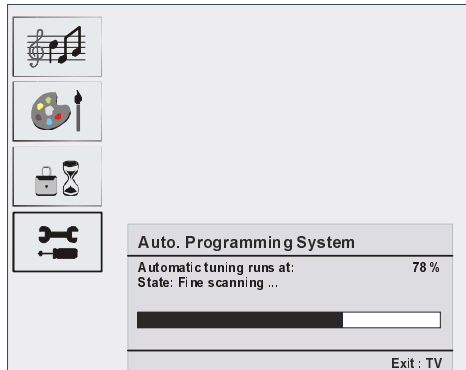 Auto. Programming System
Automatic tuning runs at: 78 %
State: Fine scanning ...
Exit : TV